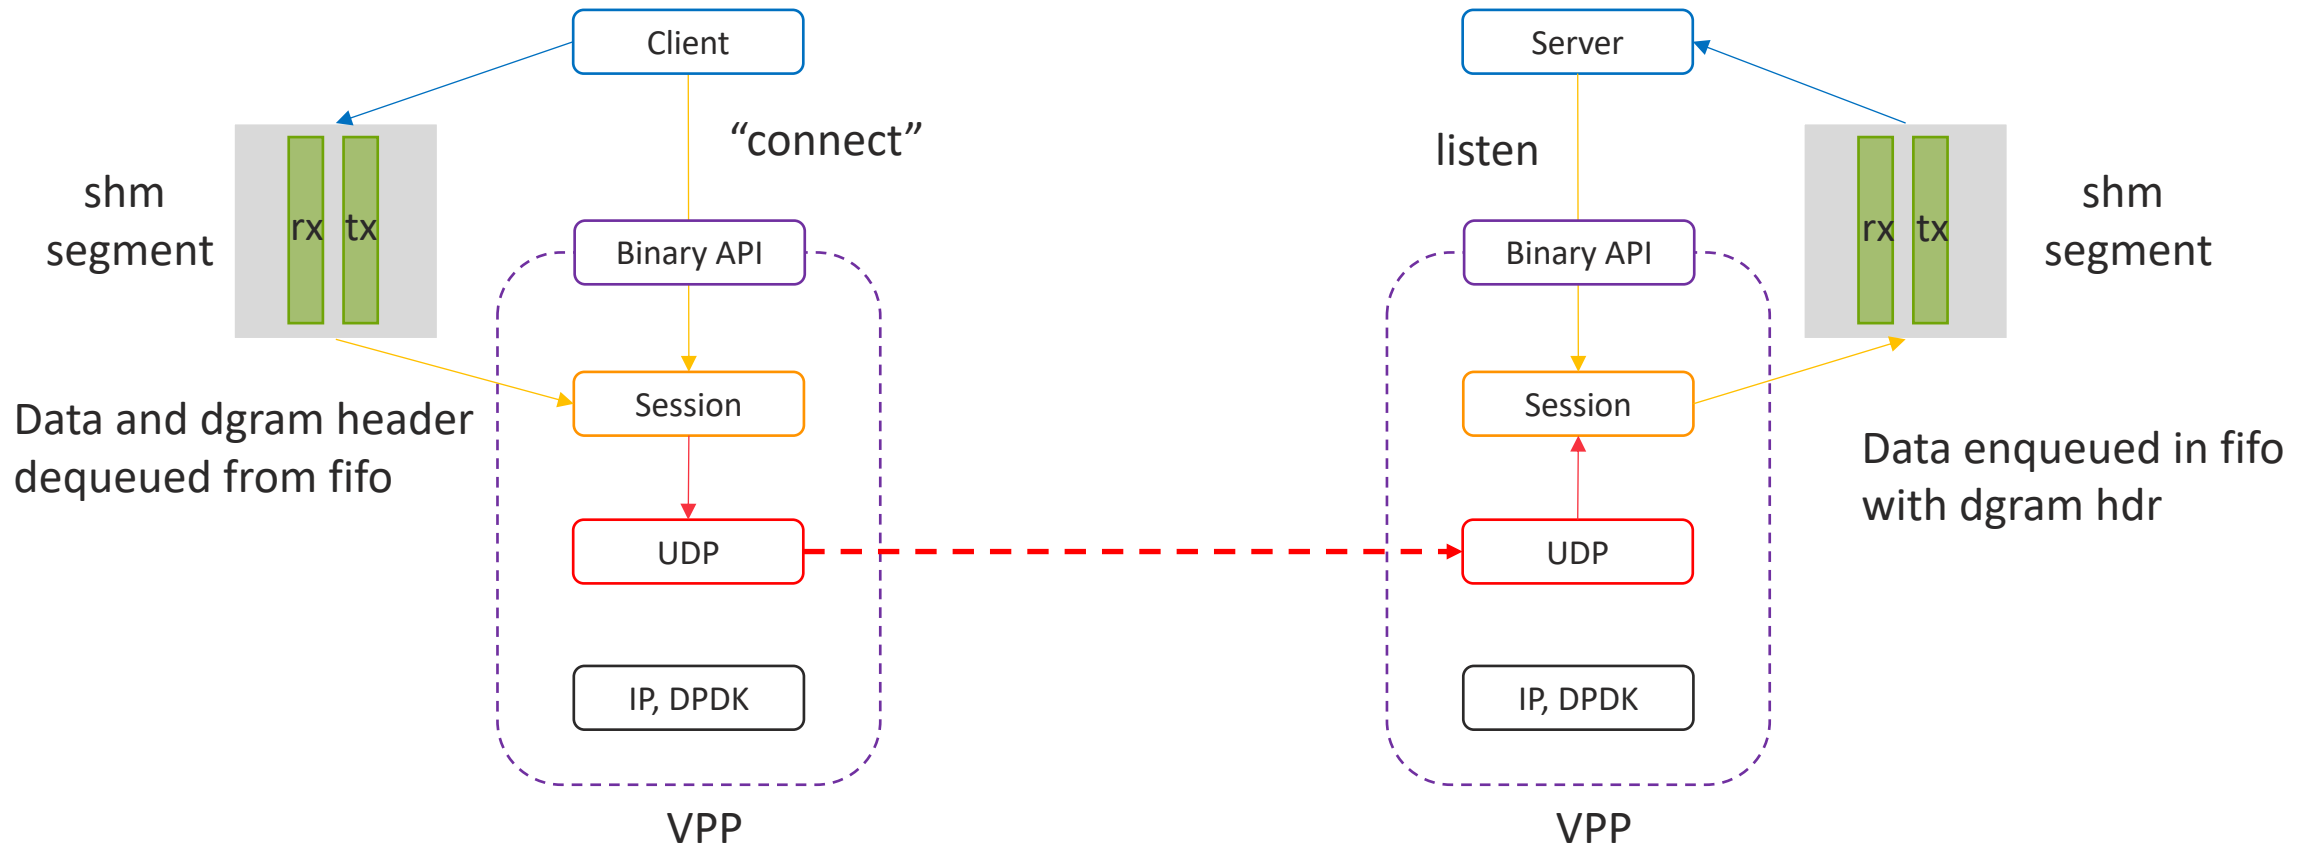 Client
Server
“connect”
listen
shm
segment
rx
tx
rx
tx
shm
segment
Binary API
Binary API
Session
Session
Data and dgram header
dequeued from fifo
Data enqueued in fifo
with dgram hdr
UDP
UDP
IP, DPDK
IP, DPDK
VPP
VPP